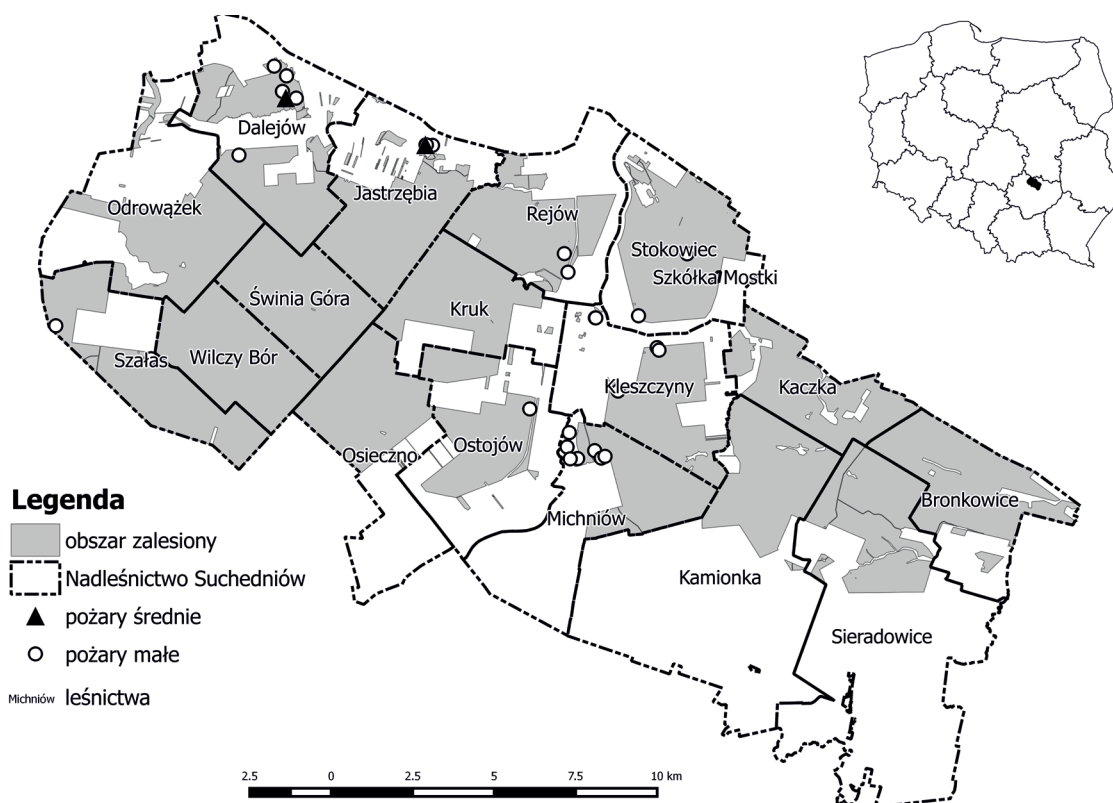 Dalejów
Jastrzębia
Odrowążek
Rejów
Stokowiec
Szkółka Mostki
Świnia Góra
Kruk
Szałas
Wilczy Bór
Kleszczyny
Kaczka
Osieczno
Ostojów
Bronkowice
Michniów
Kamionka
Sieradowice
Legenda
obszar zalesiony
Nadleśnictwo Suchedniów
pożary średnie
pożary małe
Michniów leśnictwa
2.5 0 2.5 5 7.5 10 km